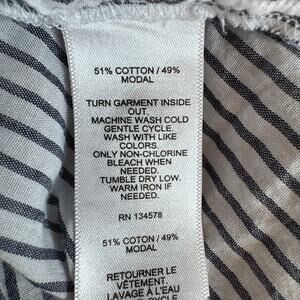 51% COTTON / 49%
MODAL
TURN GARMENT INSIDE
OUT.
MACHINE WASH COLD
GENTLE CYCLE.
WASH WITH LIKE
COLORS.
ONLY NON-CHLORINE
BLEACH WHEN
NEEDED.
TUMBLE DRY LOW.
WARM IRON IF
NEEDED.
RN 134578
51% COTTON / 49%
MODAL
RETOURNER LE
VÊTEMENT.
LAVAGE À L'EAU